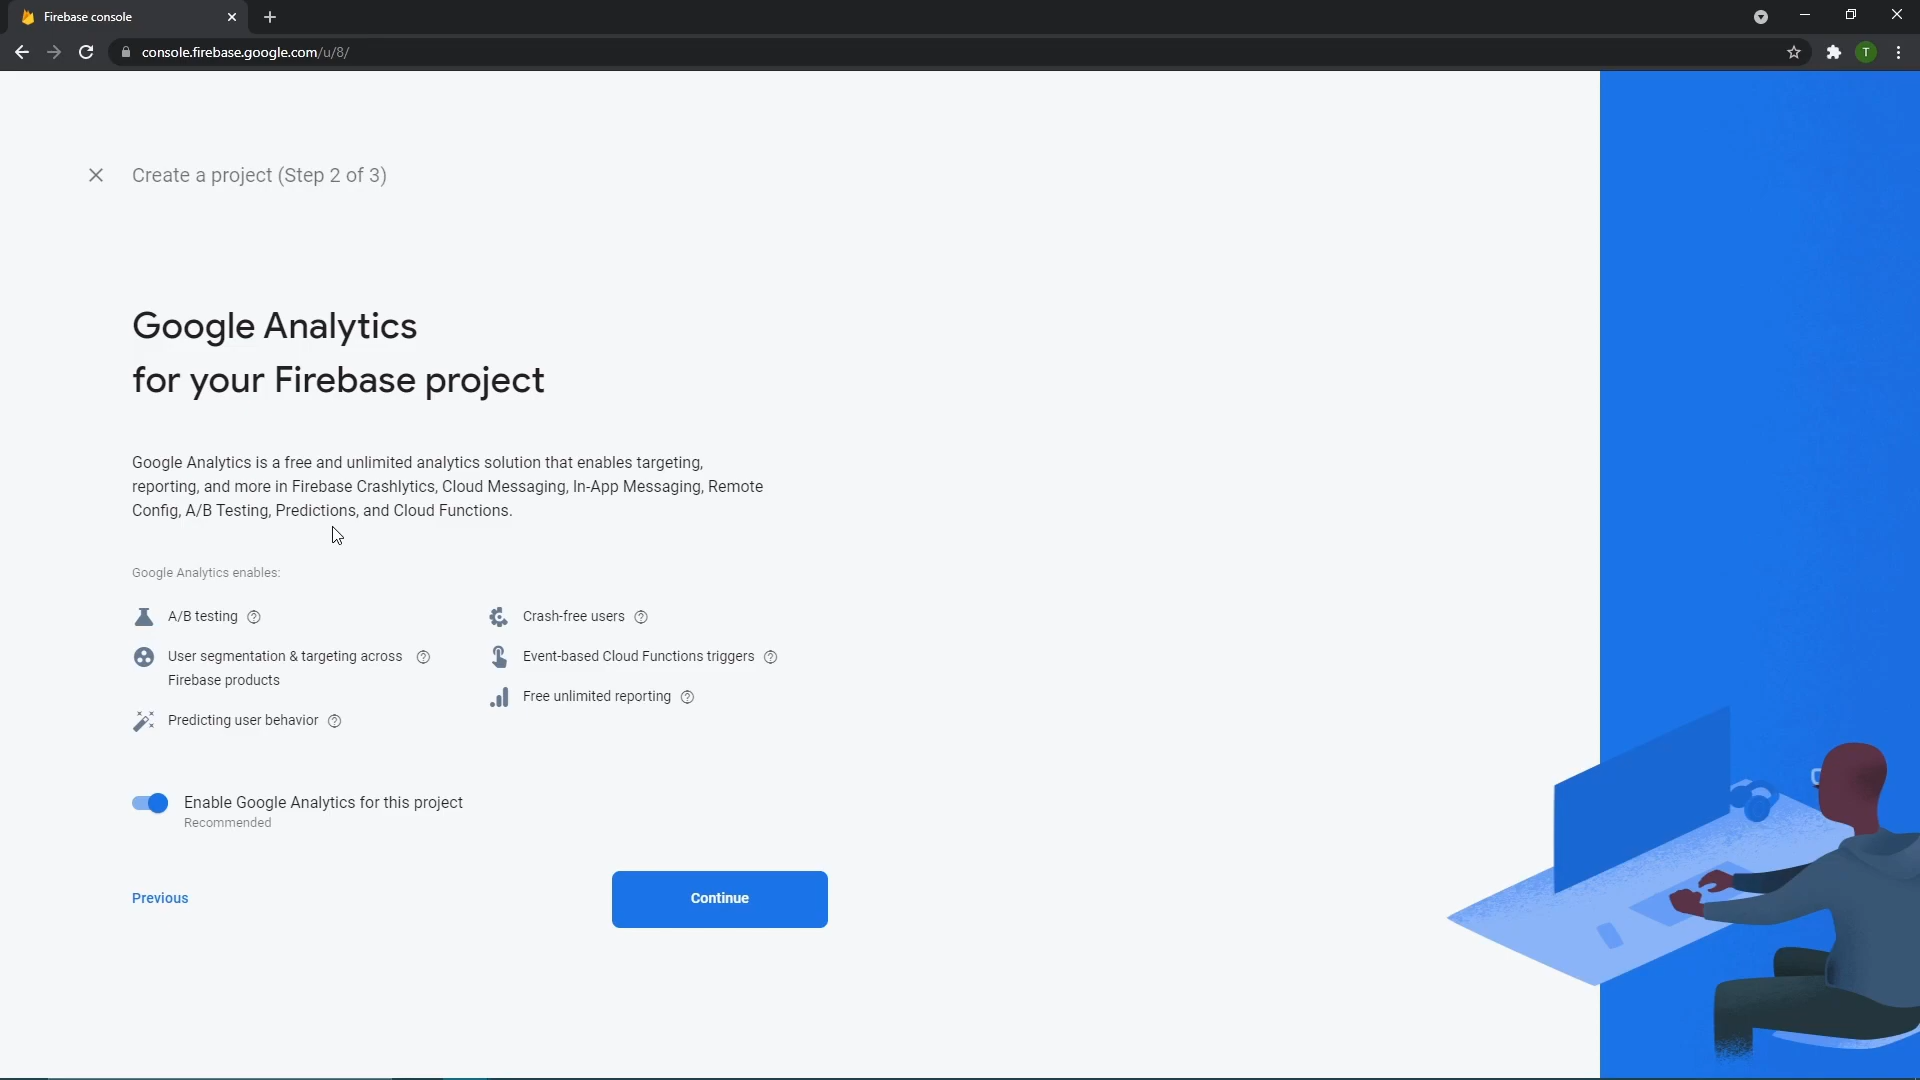 Firebase console
console.firebase.google.com/u/8/
T
Create a project (Step 2 of 3)
Google Analytics
for your Firebase project
Google Analytics is a free and unlimited analytics solution that enables targeting,
reporting, and more in Firebase Crashlytics, Cloud Messaging, In-App Messaging, Remote
Config, A/B Testing, Predictions, and Cloud Functions.
Google Analytics enables:
A/B testing
Crash-free users
User segmentation & targeting across
Firebase products
Event-based Cloud Functions triggers
Free unlimited reporting
Predicting user behavior
Enable Google Analytics for this project
Recommended
Previous
Continue